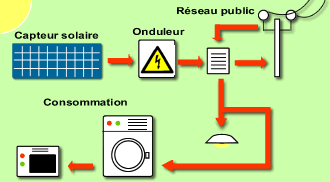 Réseau public
Capteur solaire
Onduleur
Consommation